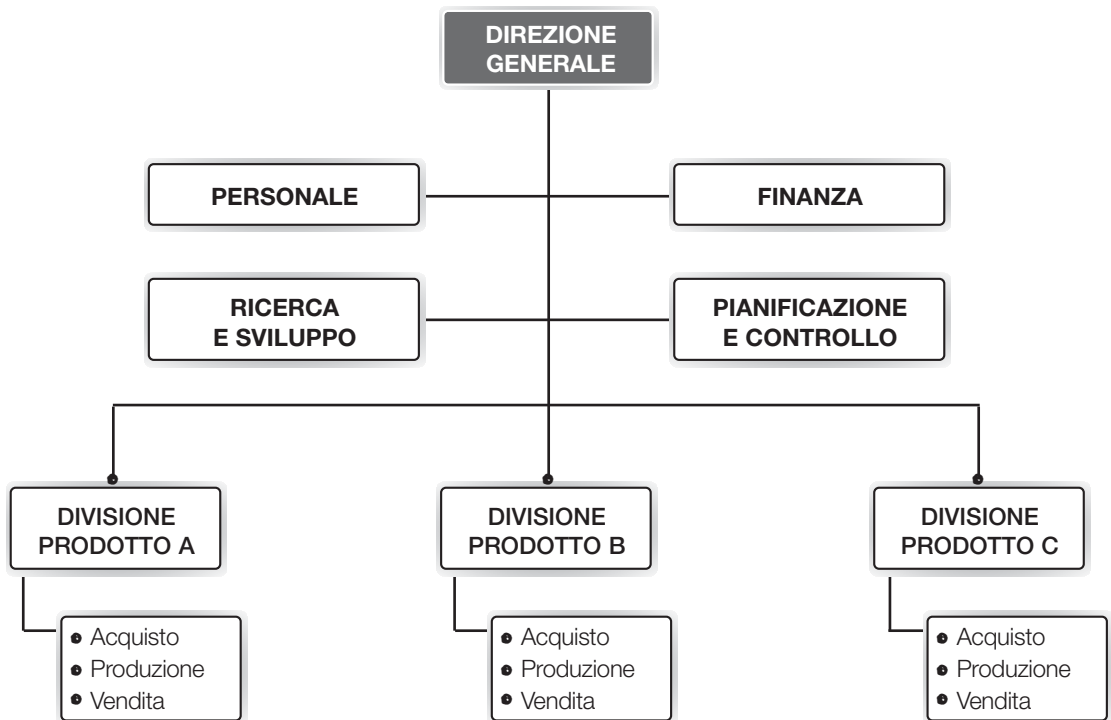 DIREZIONE
GENERALE
PERSONALE
FINANZA
RICERCA
E SVILUPPO
PIANIFICAZIONE
E CONTROLLO
DIVISIONE
PRODOTTO A
DIVISIONE
PRODOTTO B
DIVISIONE
PRODOTTO C
Acquisto
Produzione
Vendita
Acquisto
Produzione
Vendita
Acquisto
Produzione
Vendita